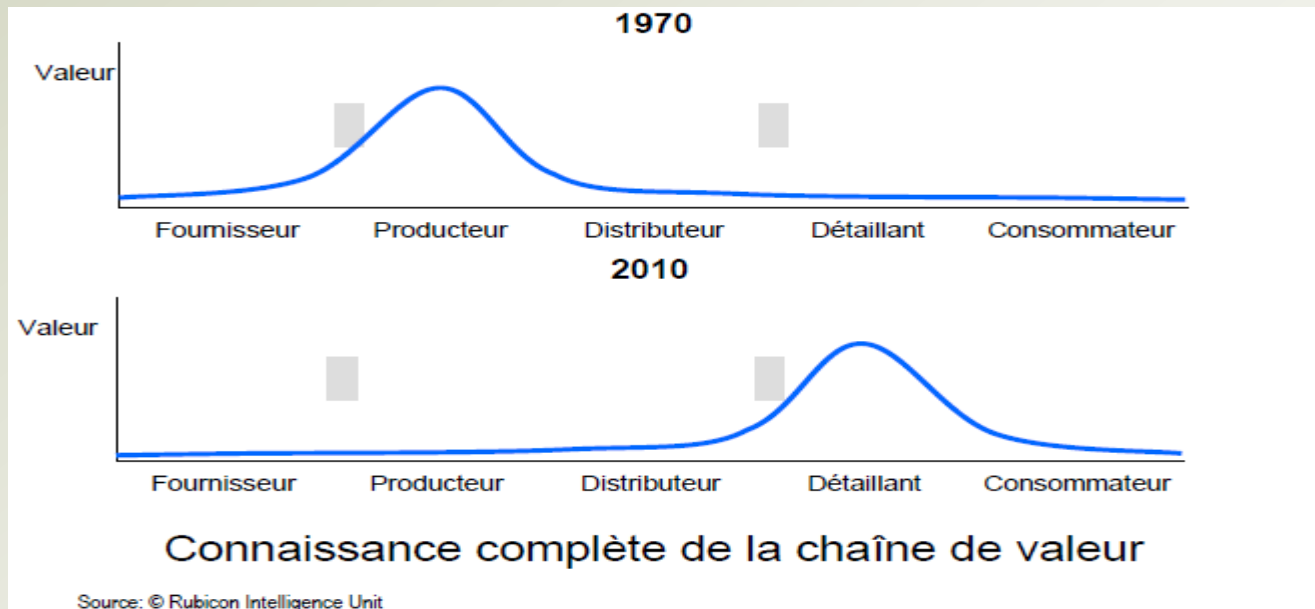 1970
Valeur
Fournisseur Producteur Distributeur Détaillant Consommateur
2010
Valeur
Fournisseur Producteur Distributeur Détaillant Consommateur
Connaissance complète de la chaîne de valeur
Source: © Rubicon Intelligence Unit